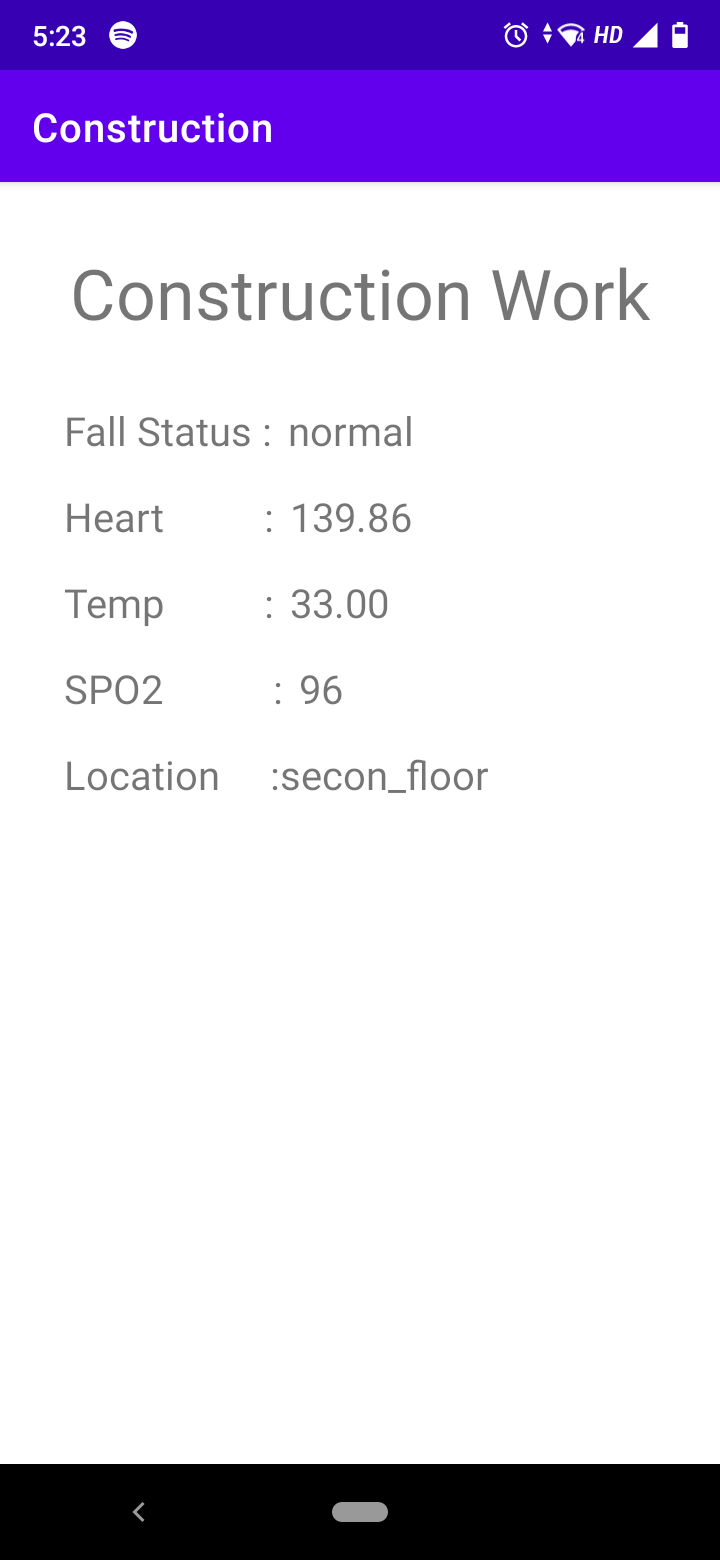 5:23 4 HD
Construction
Construction Work
Fall Status : normal
Heart : 139.86
Temp : 33.00
SPO2 : 96
Location :secon_floor